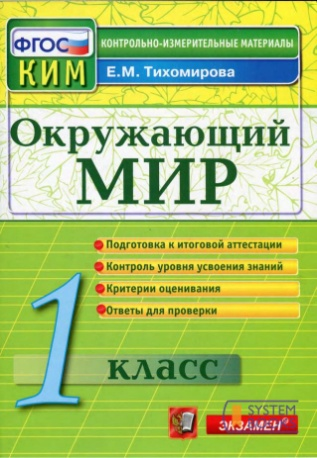 ФГОС
КИМ
КОНТРОЛЬНО-ИЗМЕРИТЕЛЬНЫЕ МАТЕРИАЛЫ
Е.М. Тихомирова
Окружающий
МИР
Подготовка к итоговой аттестации
Контроль уровня усвоения знаний
Критерии оценивания
Ответы для проверки
1
класс
SYSTEM
ЭКЗАМЕН®